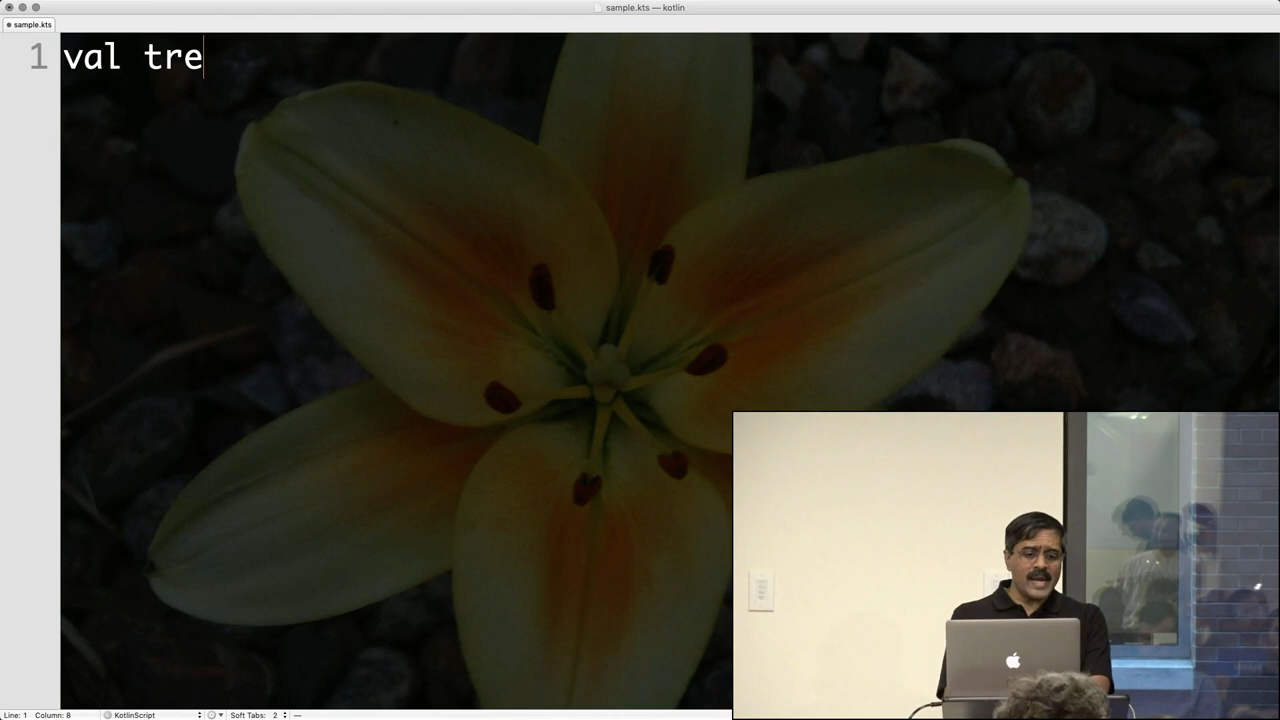 sample.kts — kotlin
sample.kts
1 val tre
Line: 1 Column: 8 KotlinScript Soft Tabs: 2 —